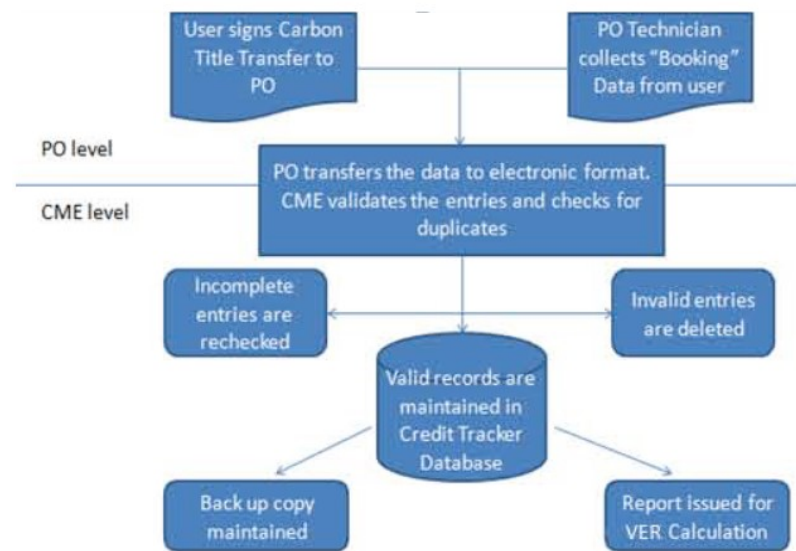 User signs Carbon
Title Transfer to
PO
PO Technician
collects “Booking”
Data from user
PO level
PO transfers the data to electronic format.
CME validates the entries and checks for
duplicates
CME level
Incomplete
entries are
rechecked
Invalid entries
are deleted
Valid records are
maintained in
Credit Tracker
Database
Back up copy
maintained
Report issued for
VER Calculation